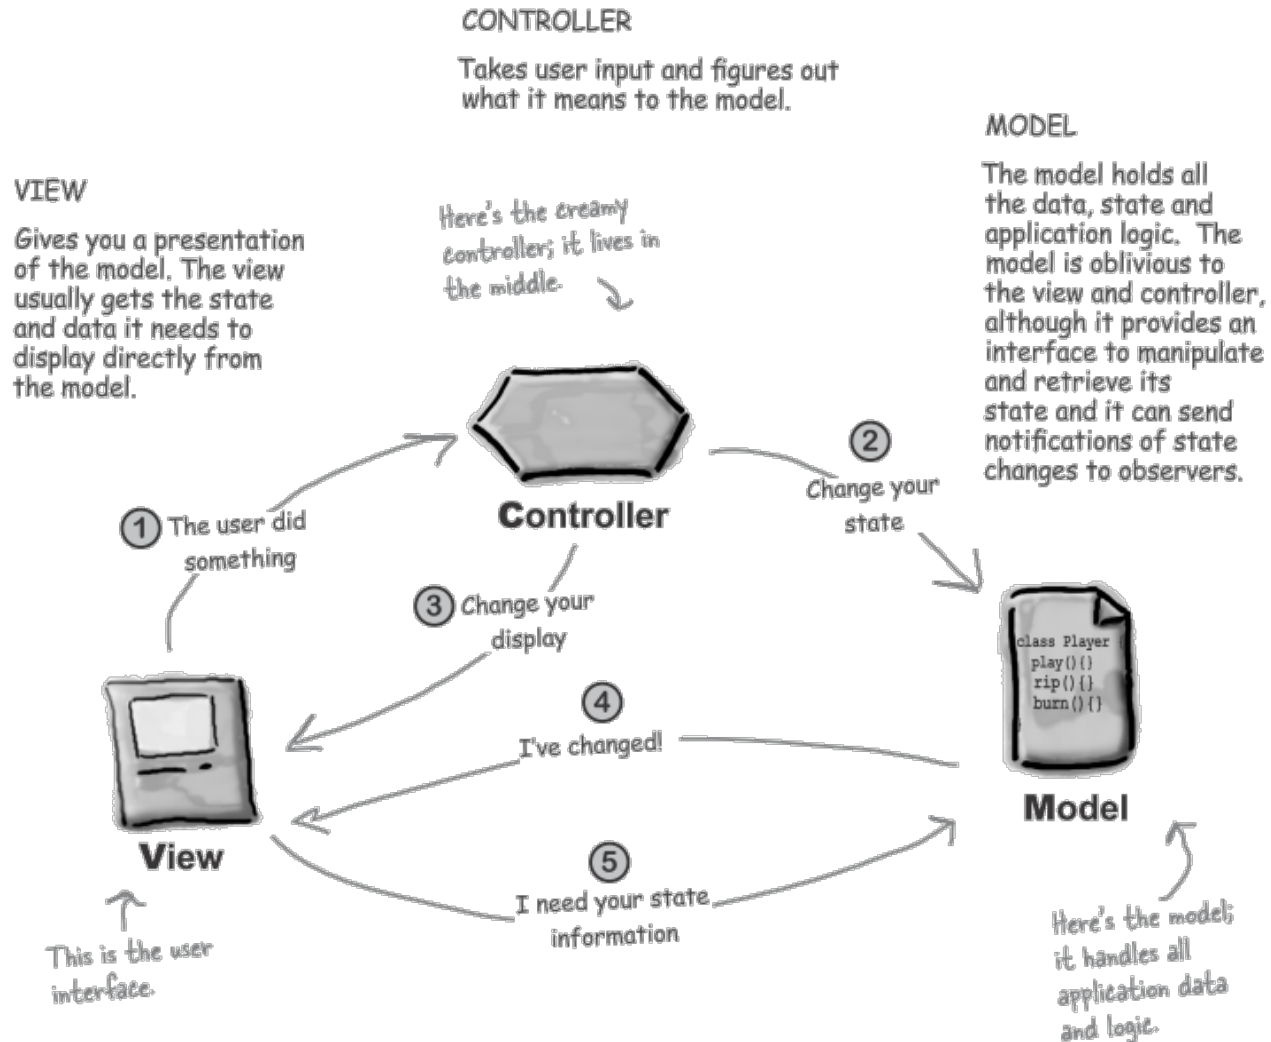 CONTROLLER
Takes user input and figures out
what it means to the model.
MODEL
The model holds all
the data, state and
application logic. The
model is oblivious to
the view and controller,
although it provides an
interface to manipulate
and retrieve its
state and it can send
notifications of state
changes to observers.
VIEW
Gives you a presentation
of the model. The view
usually gets the state
and data it needs to
display directly from
the model.
Here's the creamy
controller; it lives in
the middle.
Controller
1 The user did
something
2
Change your
state
3 Change your
display
class Player {
play(){}
rip(){}
burn(){}
4
I've changed!
Model
View
5
I need your state
information
This is the user
interface.
Here's the model;
it handles all
application data
and logic.